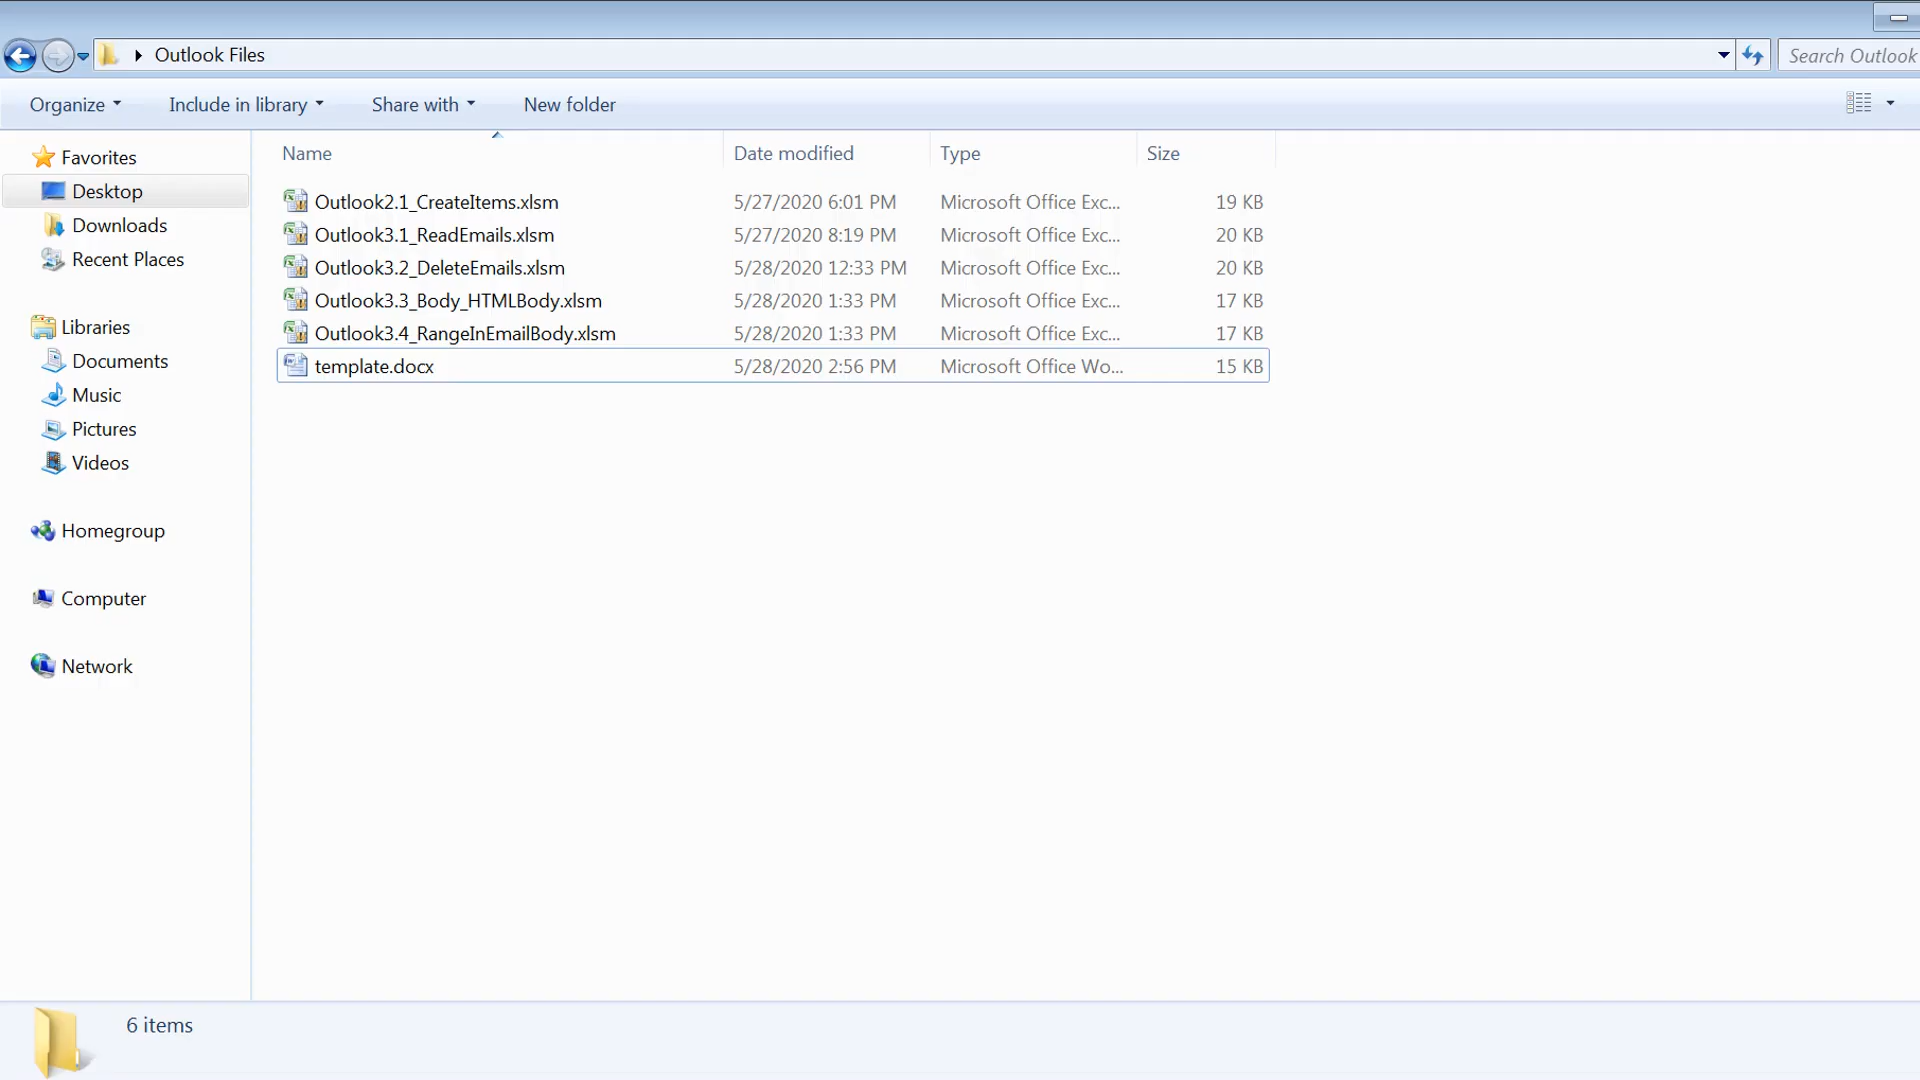 Outlook Files
Search Outlook
Organize Include in library Share with New folder
Name Date modified Type Size
Favorites
Desktop
Downloads
Recent Places
Libraries
Documents
Music
Pictures
Videos
Homegroup
Computer
Network
Outlook2.1_CreateItems.xlsm 5/27/2020 6:01 PM Microsoft Office Exc... 19 KB
Outlook3.1_ReadEmails.xlsm 5/27/2020 8:19 PM Microsoft Office Exc... 20 KB
Outlook3.2_DeleteEmails.xlsm 5/28/2020 12:33 PM Microsoft Office Exc... 20 KB
Outlook3.3_Body_HTMLBody.xlsm 5/28/2020 1:33 PM Microsoft Office Exc... 17 KB
Outlook3.4_RangeInEmailBody.xlsm 5/28/2020 1:33 PM Microsoft Office Exc... 17 KB
template.docx 5/28/2020 2:56 PM Microsoft Office Wo... 15 KB
6 items